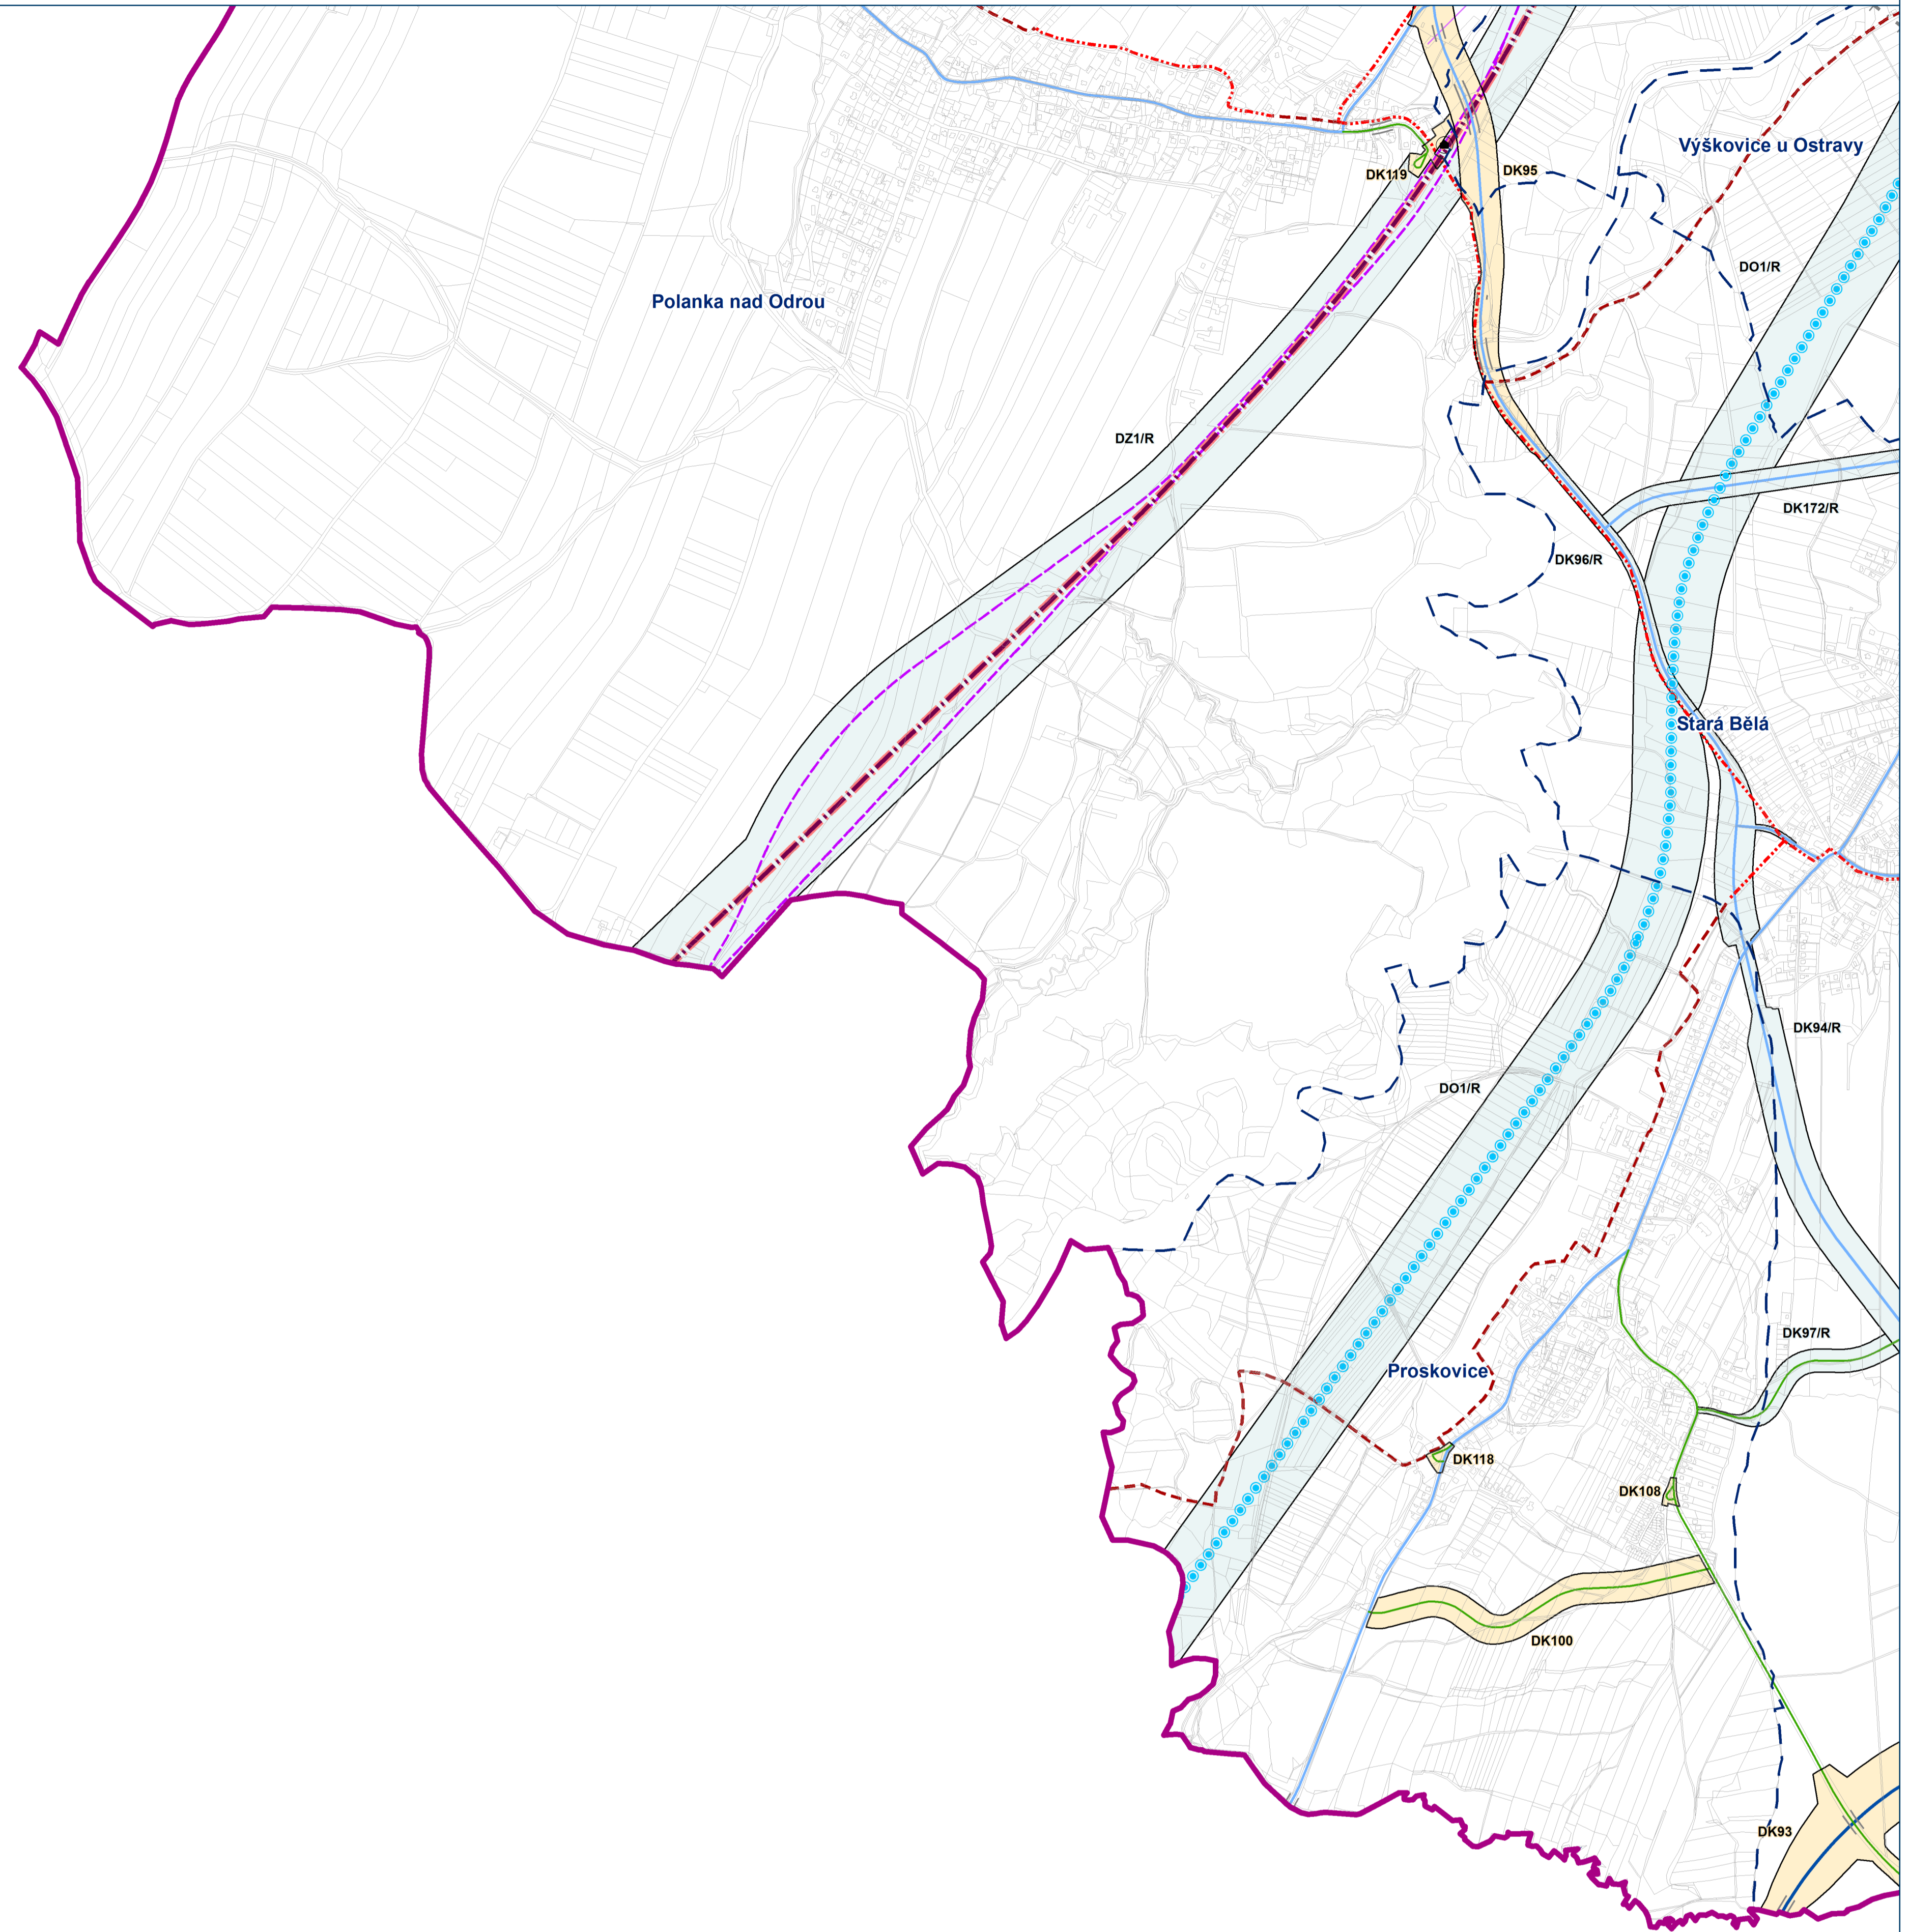 Výškovice u Ostravy
DK119
DK95
DO1/R
Polanka nad Odrou
DZ1/R
DK172/R
DK96/R
Stará Bělá
DK94/R
DO1/R
DK97/R
Proskovice
DK118
DK108
DK100
DK93